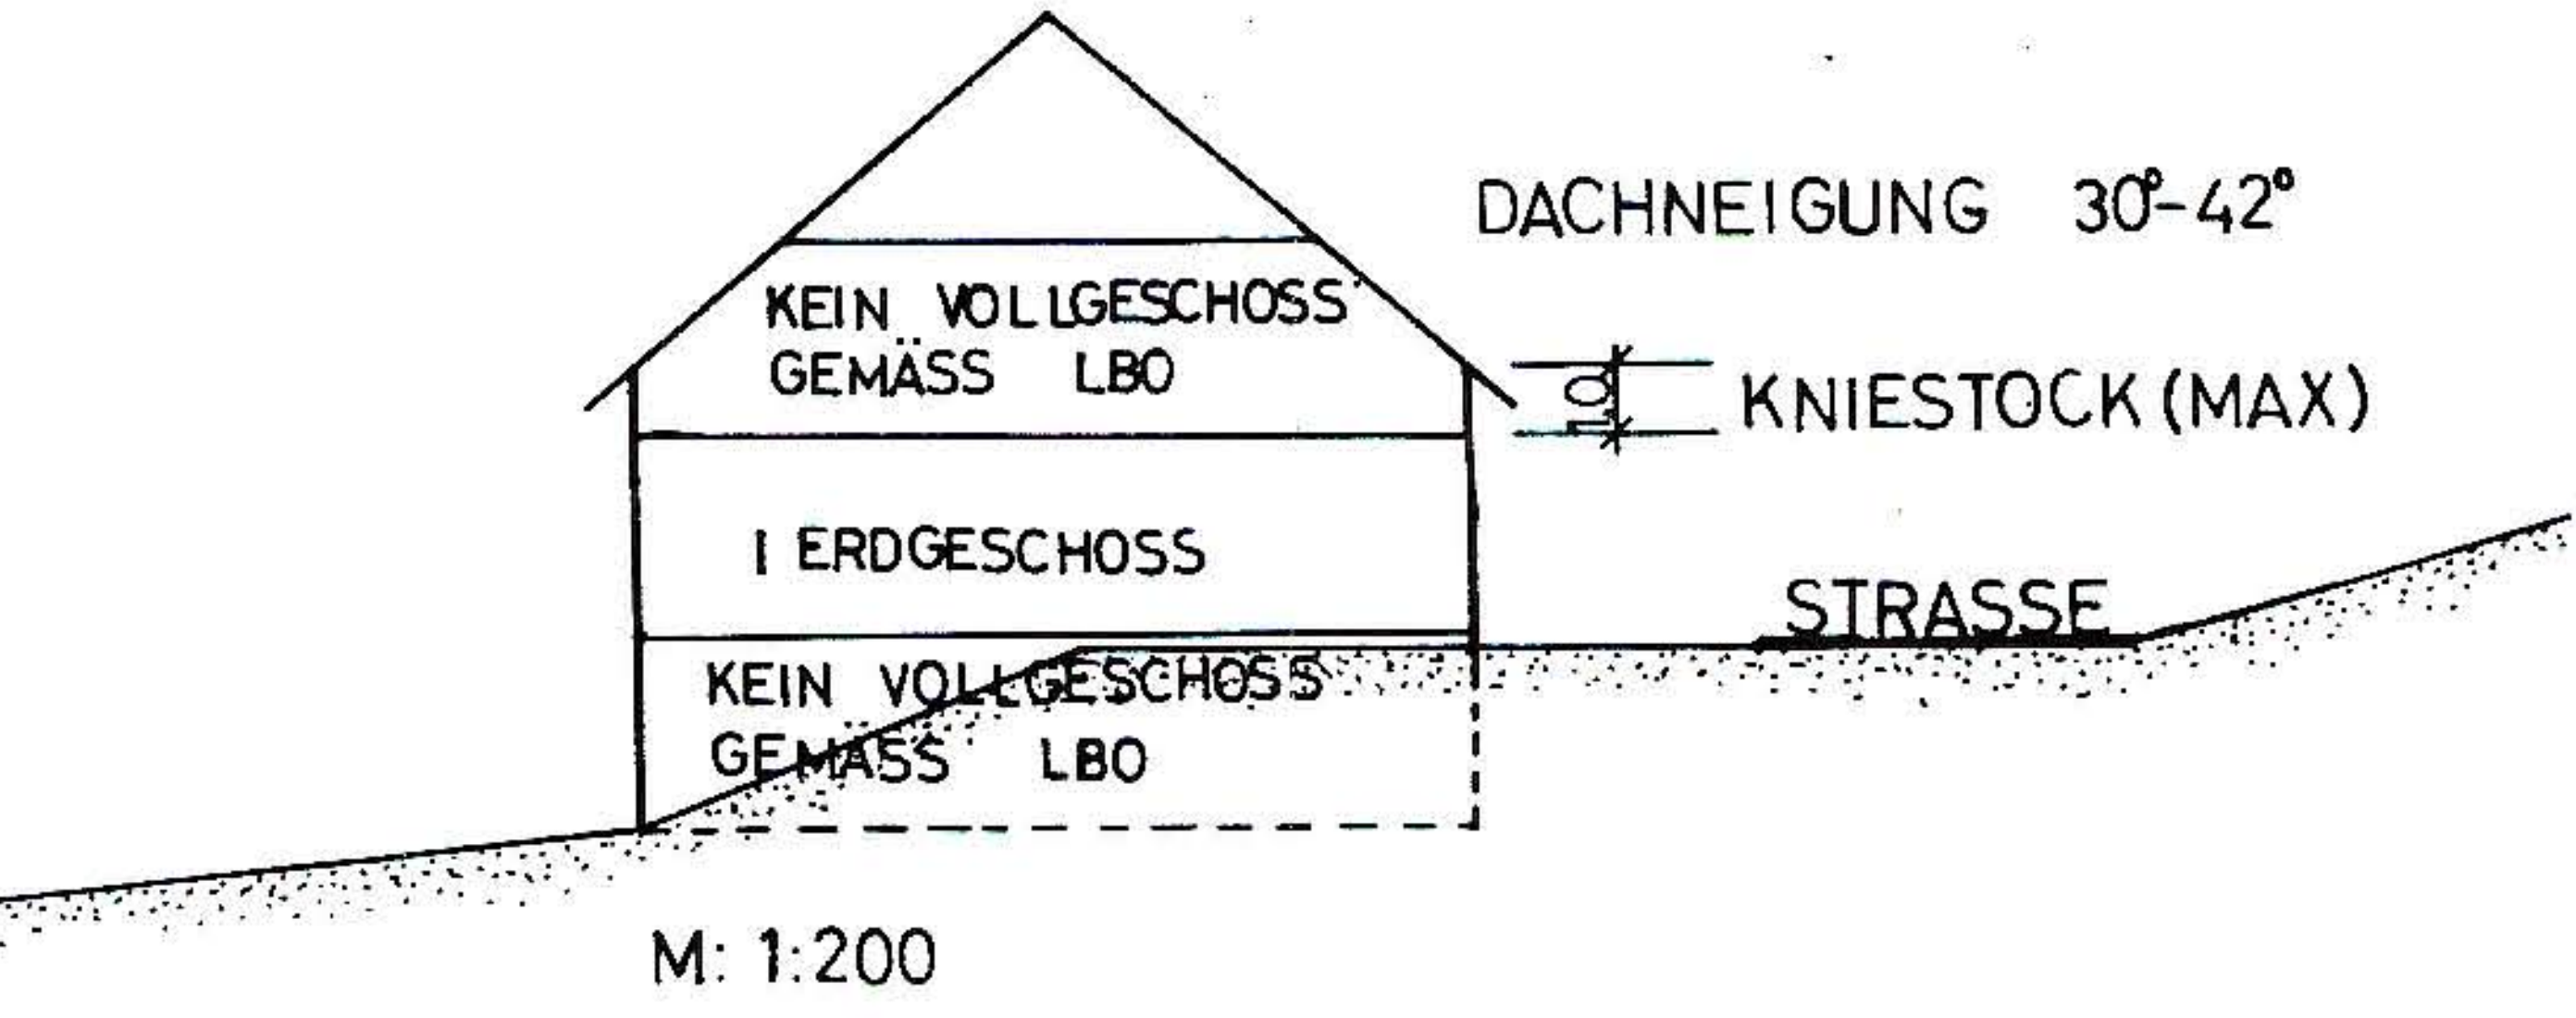 DACHNEIGUNG 30°-42°
KEIN VOLLGESCHOSS
GEMÄSS LBO
1,0
KNIESTOCK (MAX)
I ERDGESCHOSS
STRASSE
KEIN VOLLGESCHOSS
GEMÄSS LBO
M: 1:200